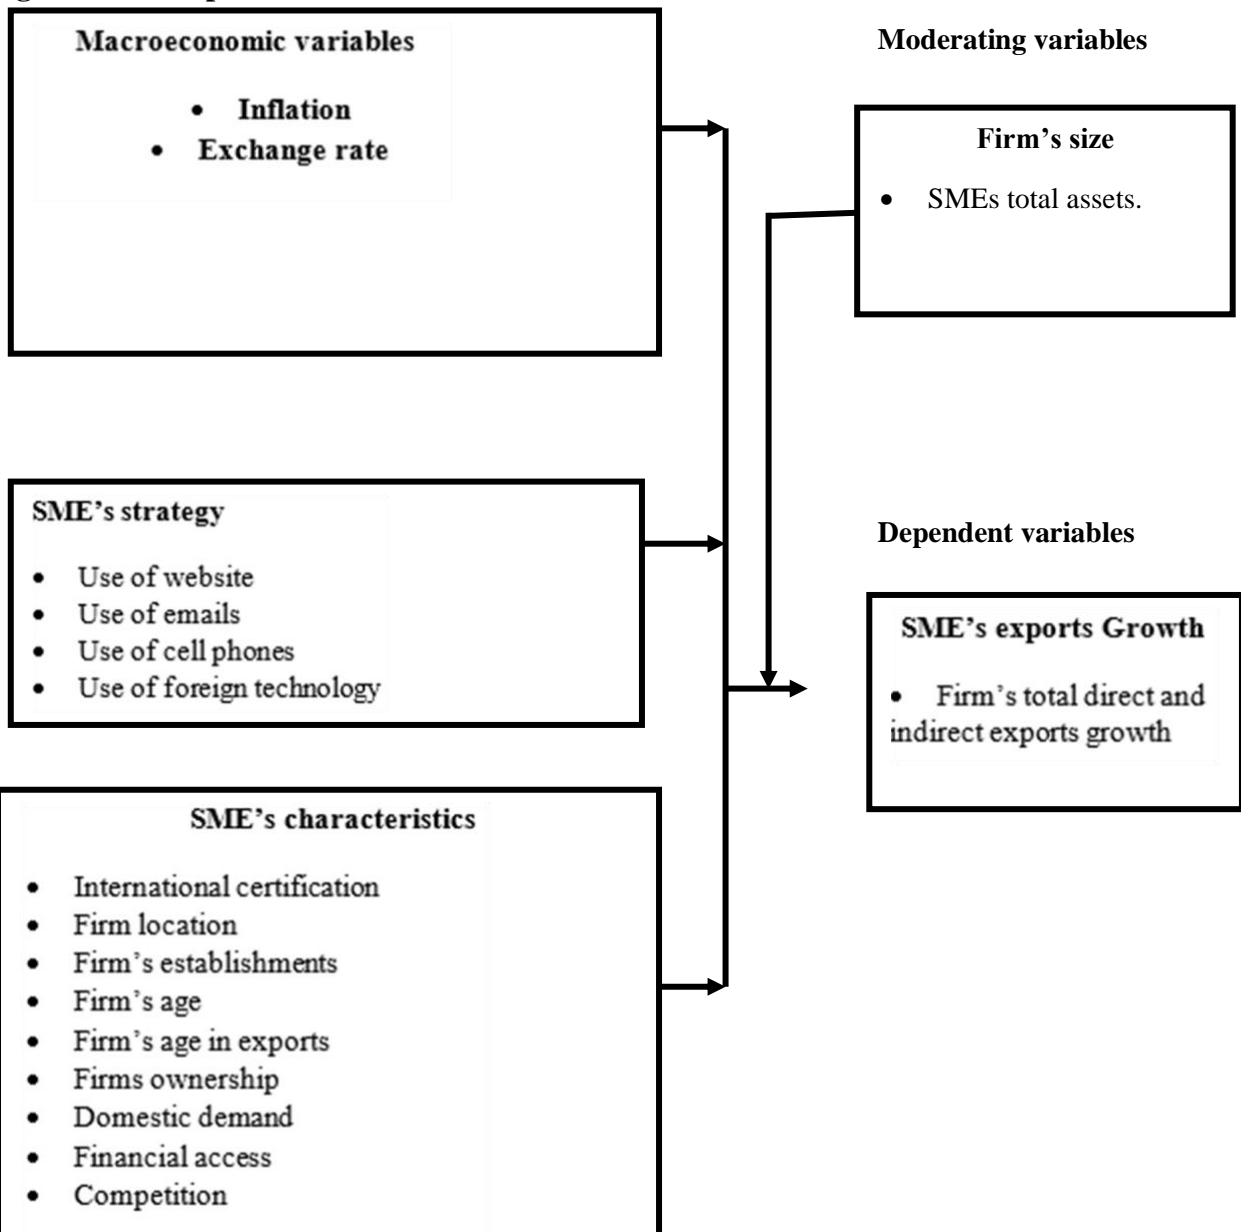 Macroeconomic variables
• Inflation
• Exchange rate
Moderating variables
Firm’s size
• SMEs total assets.
SME’s strategy
• Use of website
• Use of emails
• Use of cell phones
• Use of foreign technology
Dependent variables
SME’s exports Growth
• Firm’s total direct and
indirect exports growth
SME’s characteristics
• International certification
• Firm location
• Firm’s establishments
• Firm’s age
• Firm’s age in exports
• Firms ownership
• Domestic demand
• Financial access
• Competition